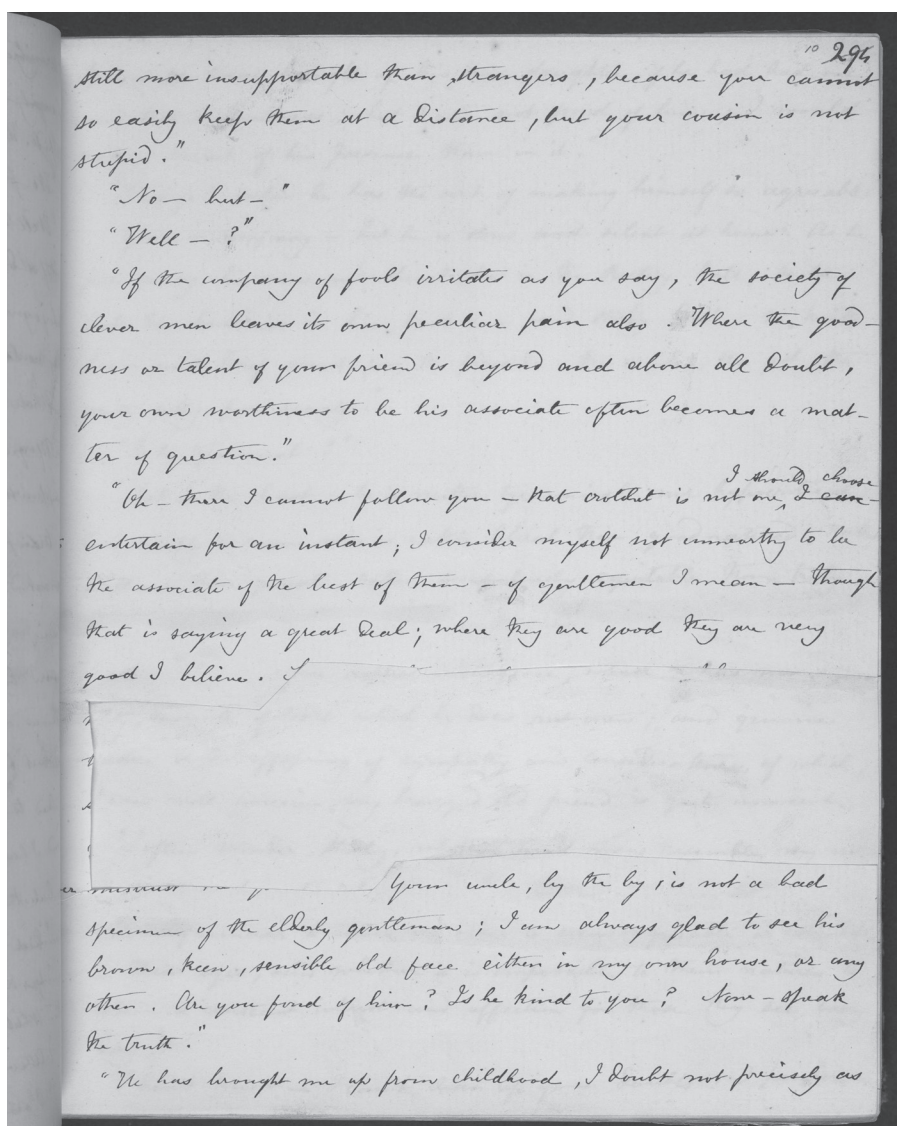 10 294
still more insupportable than strangers, because you cannot
so easily keep them at a distance, but your cousin is not
stupid."
"No — but —"
"Well — ?"
"If the company of fools irritates as you say, the society of
clever men leaves its own peculiar pain also. Where the good-
ness or talent of your friend is beyond and above all doubt,
your own worthiness to be his associate often becomes a mat-
ter of question."
I should choose
"Oh — there I cannot follow you — that crotchet is not one, I can
entertain for an instant; I consider myself not unworthy to be
the associate of the best of them — of gentlemen I mean — though
that is saying a great deal; where they are good they are very
good I believe.
Your uncle, by the by, is not a bad
specimen of the elderly gentleman; I am always glad to see his
brown, keen, sensible old face either in my own house, or any
other. Are you fond of him? Is he kind to you? Now — speak
the truth."
"He has brought me up from childhood, I doubt not precisely as